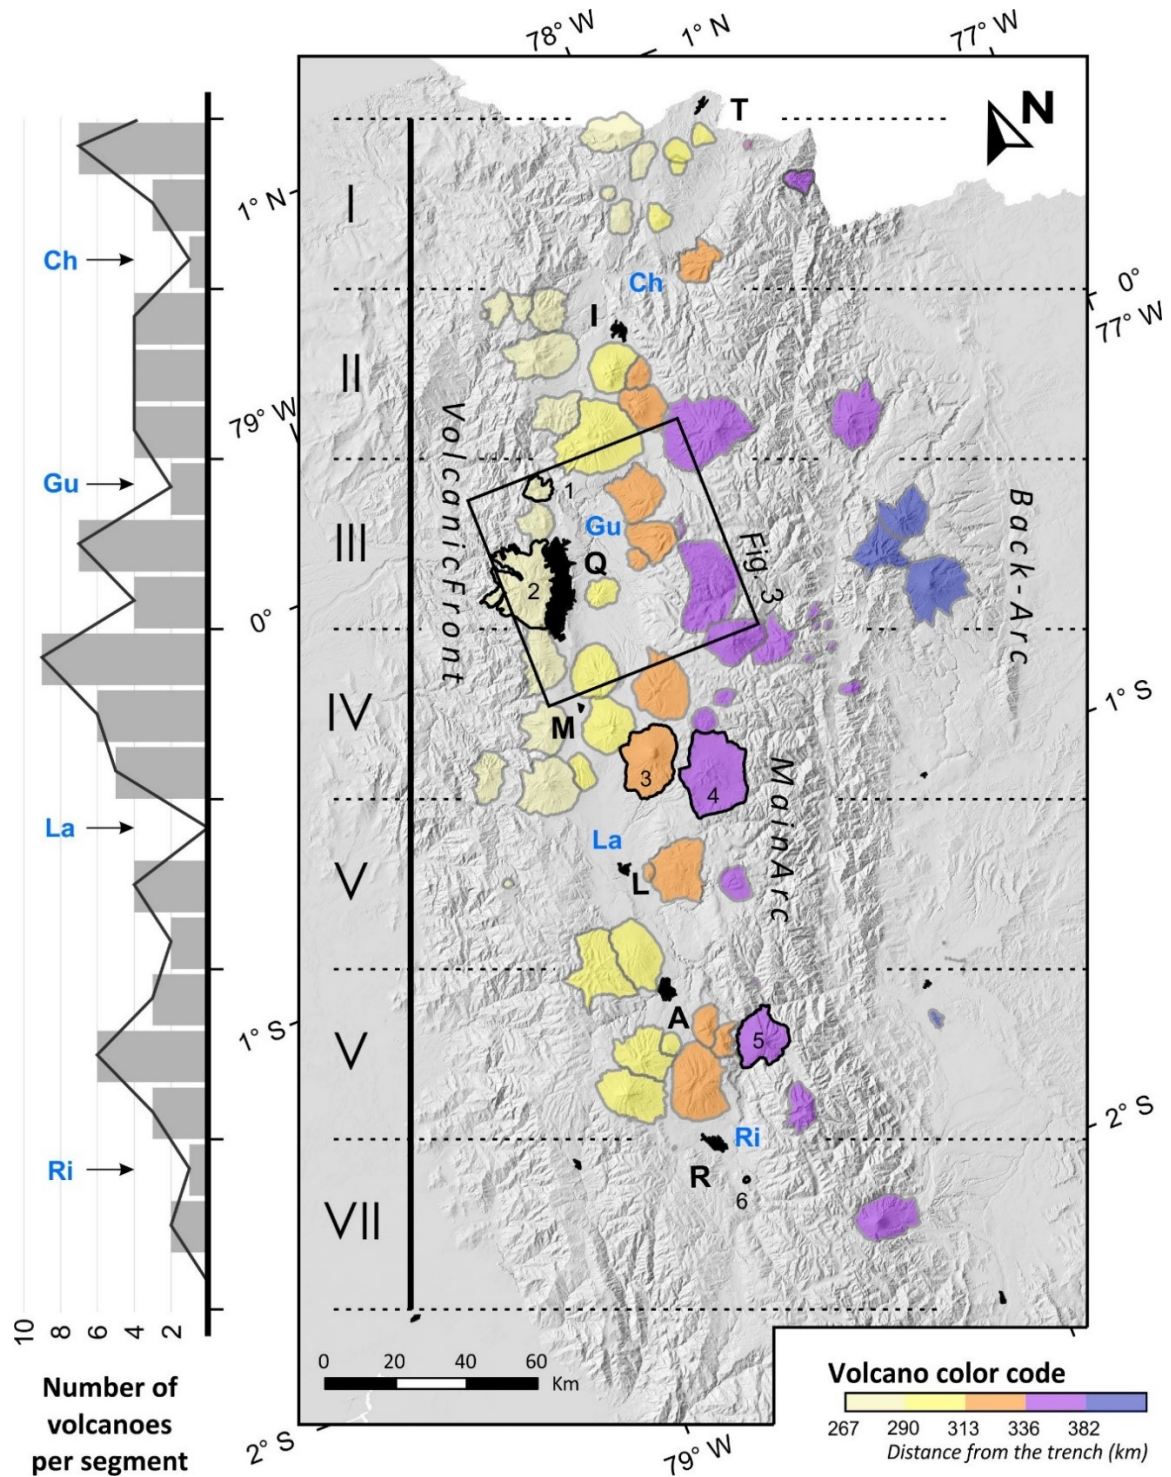 78° W
1° N
77° W
T
N
I
1° N
Ch
Ch
0°
77° W
I
II
79° W
Volcanic Front
Gu
1
Gu
III
Q
2
Fig. 3
Back-Arc
0°
IV
M
1° S
3
4
Main Arc
La
La
V
L
A
1° S
V
5
2° S
Ri
Ri
R
6
VII
10 8 6 4 2
Number of
volcanoes
per segment
0 20 40 60
Km
Volcano color code
267 290 313 336 382
Distance from the trench (km)
2° S
79° W